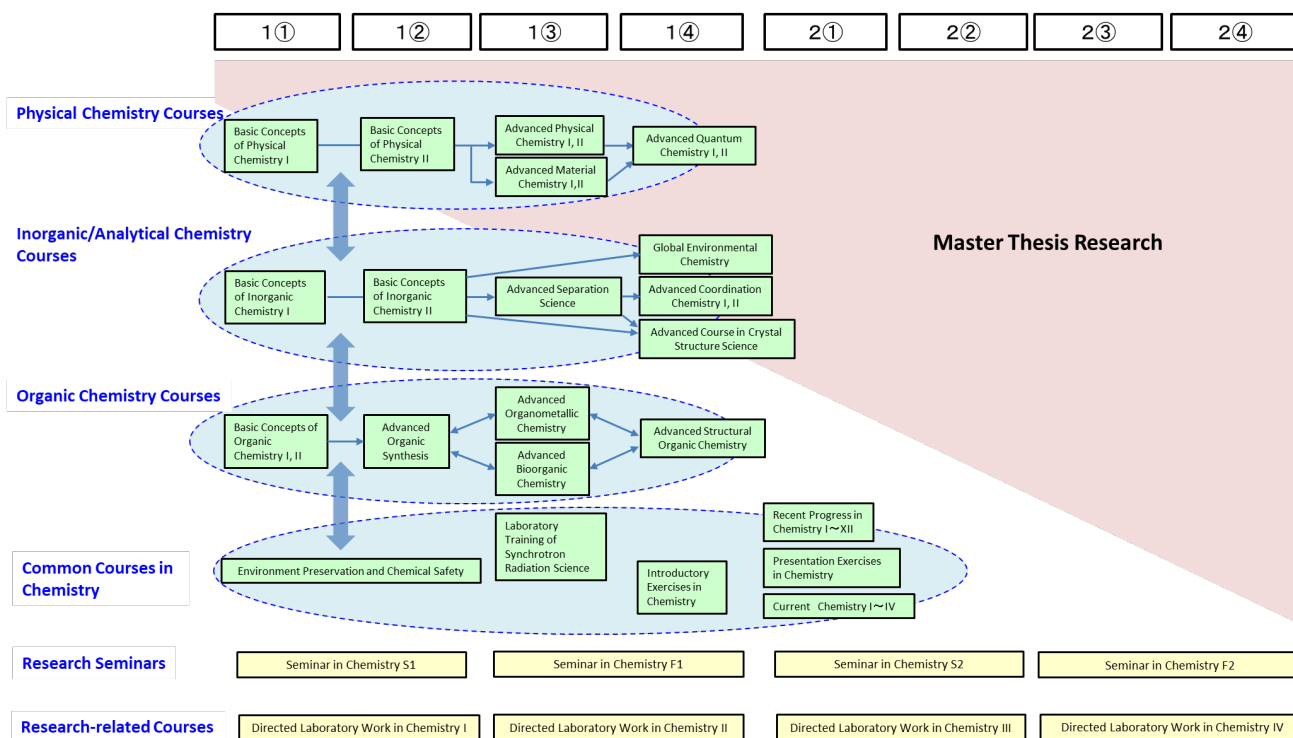 1①
1②
1③
1④
2①
2②
2③
2④
Physical Chemistry Courses
Basic Concepts
of Physical
Chemistry I
Basic Concepts
of Physical
Chemistry II
Advanced Physical
Chemistry I, II
Advanced Material
Chemistry I,II
Advanced Quantum
Chemistry I, II
Inorganic/Analytical Chemistry
Courses
Basic Concepts
of Inorganic
Chemistry I
Basic Concepts
of Inorganic
Chemistry II
Advanced Separation
Science
Global Environmental
Chemistry
Advanced Coordination
Chemistry I, II
Advanced Course in Crystal
Structure Science
Master Thesis Research
Organic Chemistry Courses
Basic Concepts of
Organic
Chemistry I, II
Advanced
Organic
Synthesis
Advanced
Organometallic
Chemistry
Advanced
Bioorganic
Chemistry
Advanced Structural
Organic Chemistry
Common Courses in
Chemistry
Environment Preservation and Chemical Safety
Laboratory
Training of
Synchrotron
Radiation Science
Introductory
Exercises in
Chemistry
Recent Progress in
Chemistry I～XII
Presentation Exercises
in Chemistry
Current Chemistry I～IV
Research Seminars
Seminar in Chemistry S1
Seminar in Chemistry F1
Seminar in Chemistry S2
Seminar in Chemistry F2
Research-related Courses
Directed Laboratory Work in Chemistry I
Directed Laboratory Work in Chemistry II
Directed Laboratory Work in Chemistry III
Directed Laboratory Work in Chemistry IV